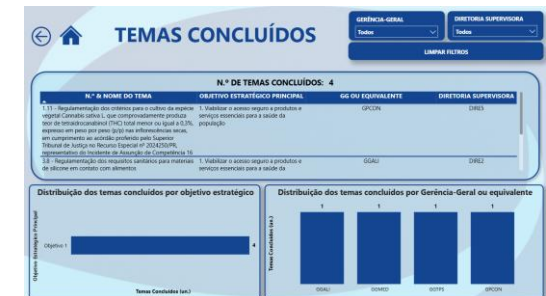 TEMAS CONCLUÍDOS
GERÊNCIA-GERAL
Todos
DIRETORIA SUPERVISORA
Todos
LIMPAR FILTROS
N.º DE TEMAS CONCLUÍDOS: 4
N.º & NOME DO TEMA OBJETIVO ESTRATÉGICO PRINCIPAL GG OU EQUIVALENTE DIRETORIA SUPERVISORA
1.11 - Regulamentação dos critérios para o cultivo da espécie 1. Viabilizar o acesso seguro a produtos e GPCON DIRE5
vegetal Cannabis sativa L. que comprovadamente produza serviços essenciais para a saúde da
teor de tetraidrocanabinol (THC) total menor ou igual a 0,3%, população
expresso em peso por peso (p/p) nas inflorescências secas,
em cumprimento ao acórdão proferido pelo Superior
Tribunal de Justiça no Recurso Especial nº 2024250/PR,
representativo do Incidente de Assunção de Competência 16
3.8 - Regulamentação dos requisitos sanitários para materiais 1. Viabilizar o acesso seguro a produtos e GGALI DIRE2
de silicone em contato com alimentos serviços essenciais para a saúde da
Distribuição dos temas concluídos por objetivo estratégico
Objetivo Estratégico Principal
Objetivo 1
4
Temas Concluídos (un.)
Distribuição dos temas concluídos por Gerência-Geral ou equivalente
Temas Concluídos (un.)
1 1 1 1
GGALI GGMED GGTPS GPCON